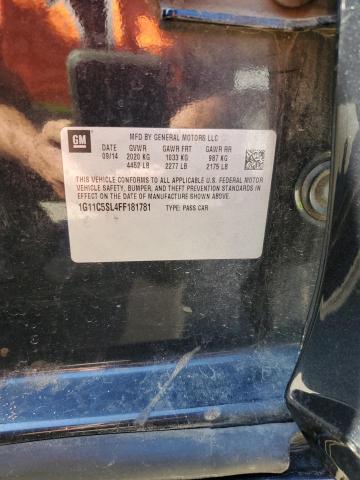 GM
MFD BY GENERAL MOTORS LLC
DATE GVWR GAWR FRT GAWR RR
09/14 2020 KG 1033 KG 987 KG
4452 LB 2277 LB 2175 LB
THIS VEHICLE CONFORMS TO ALL APPLICABLE U.S. FEDERAL MOTOR
VEHICLE SAFETY, BUMPER, AND THEFT PREVENTION STANDARDS
IN EFFECT ON THE DATE OF MANUFACTURE SHOWN ABOVE.
1G11C5SL4FF181781 TYPE: PASS CAR